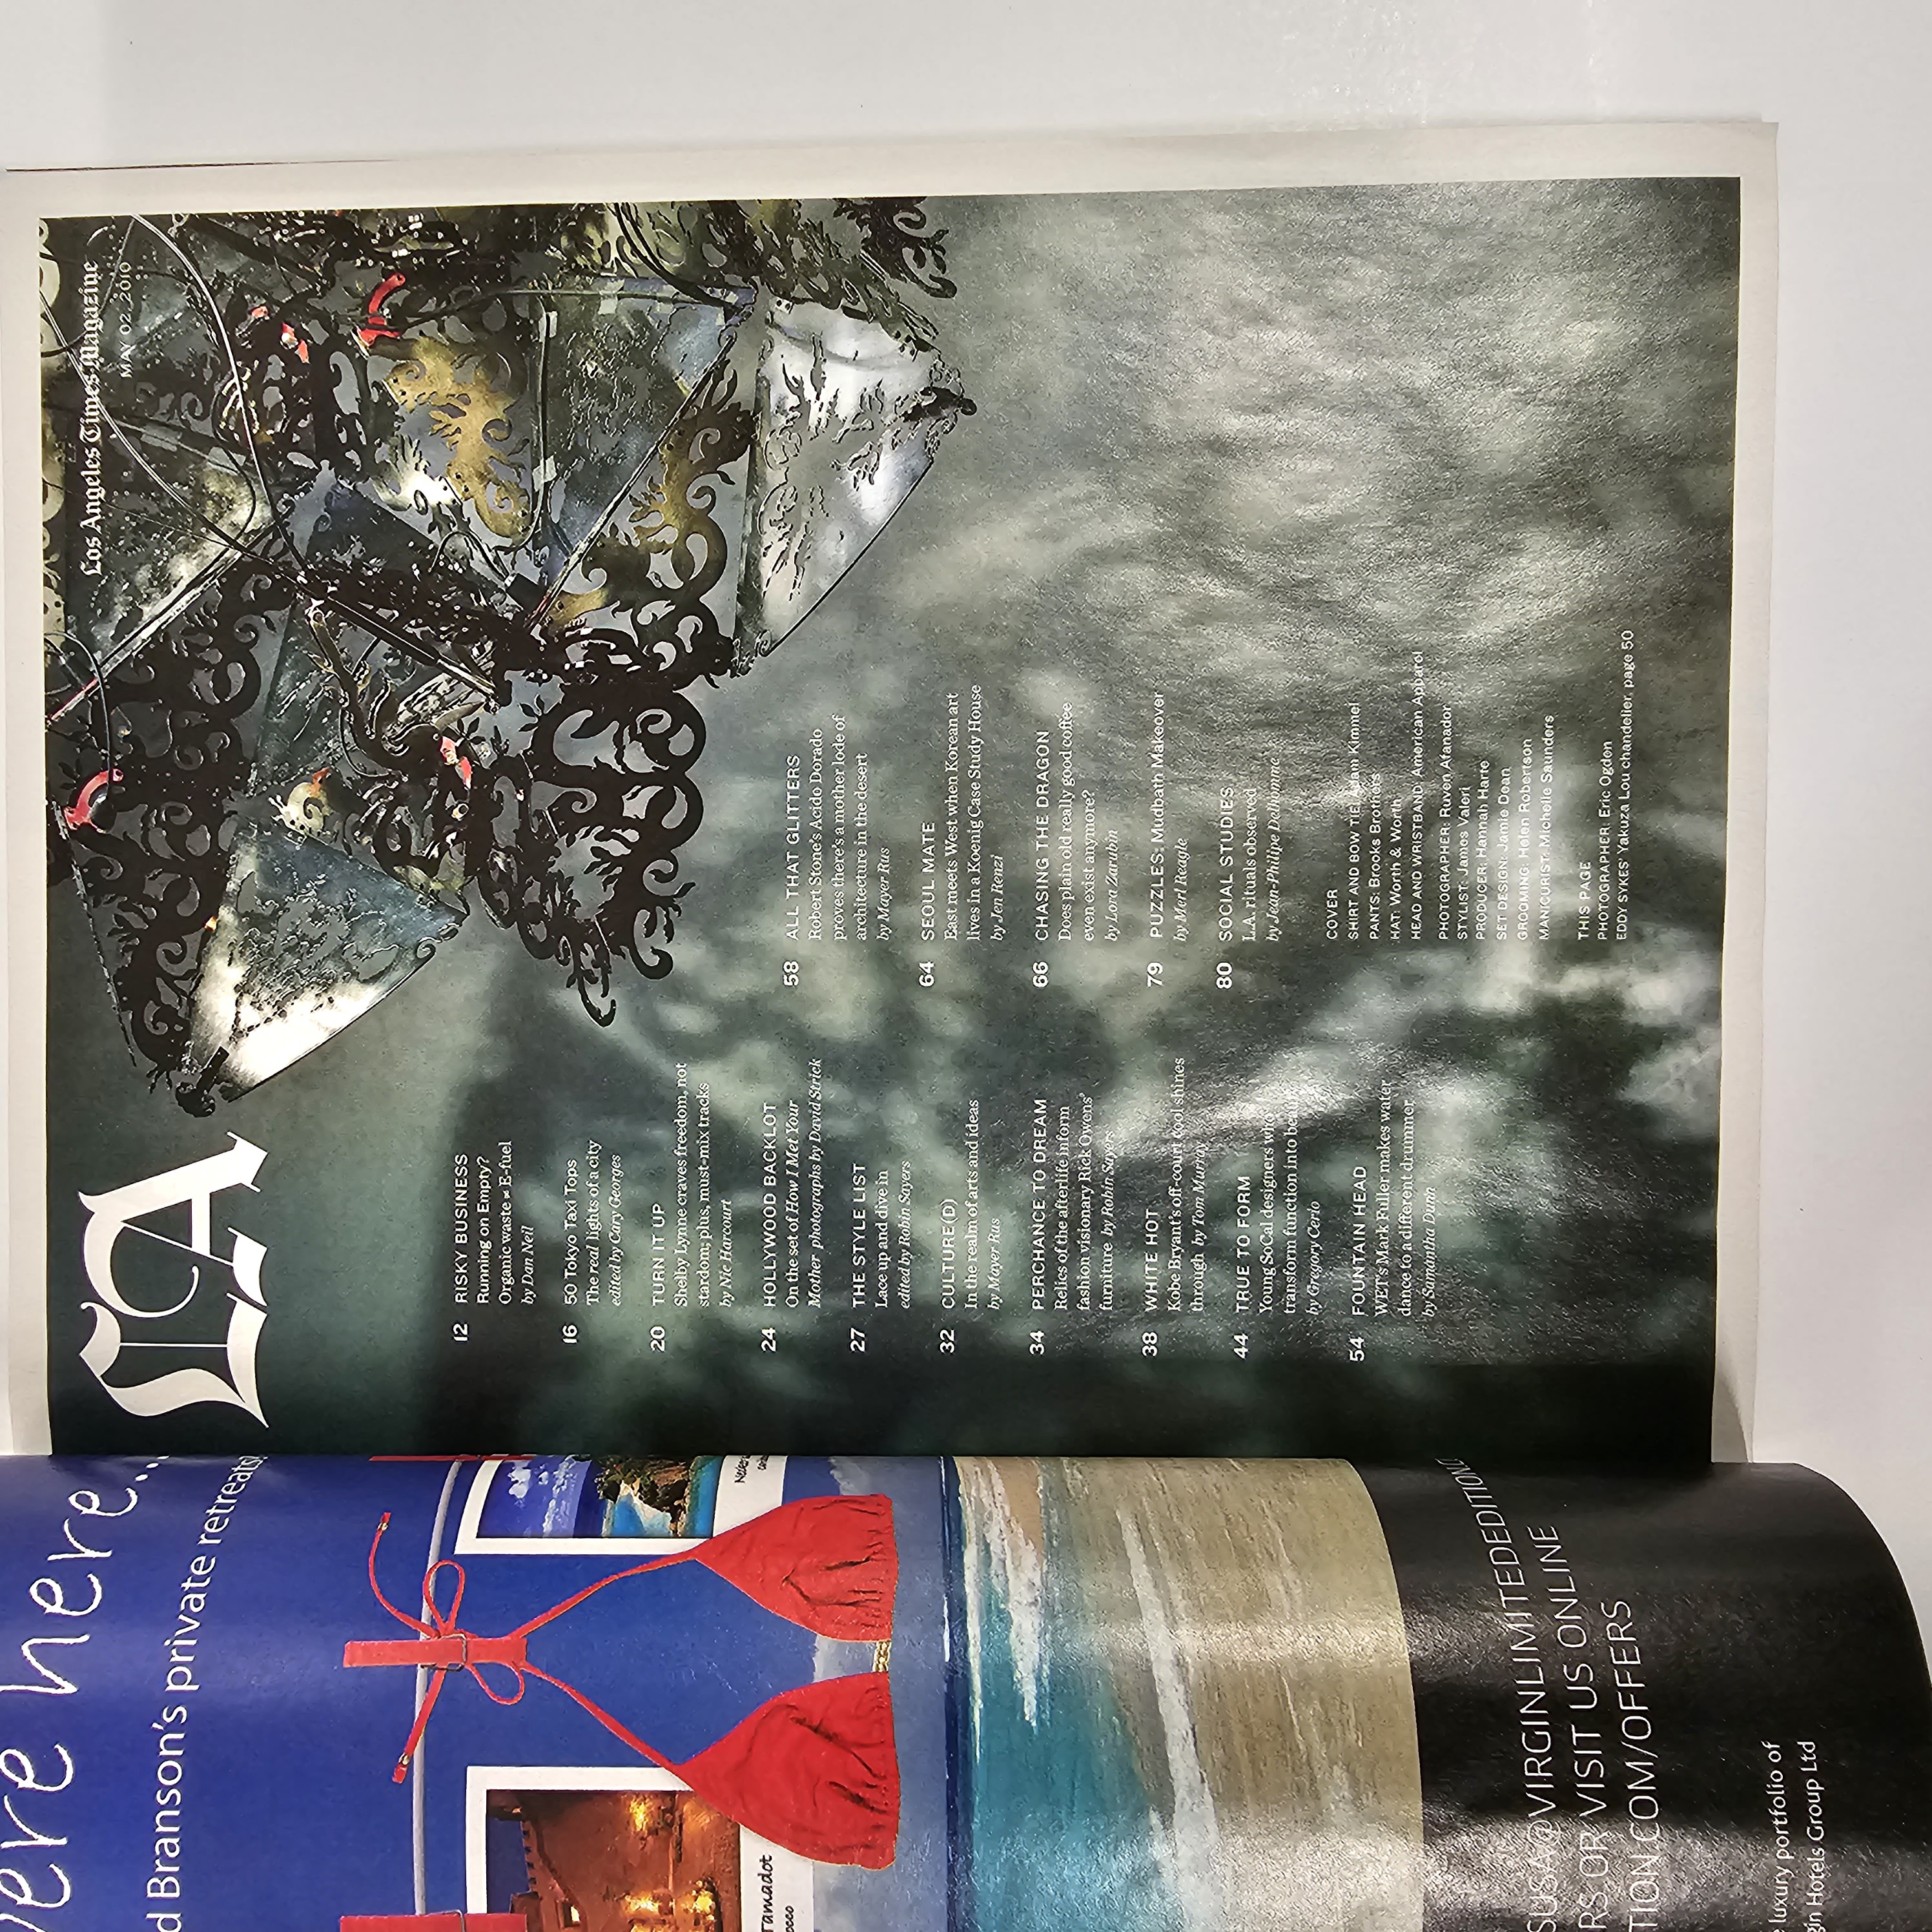 ere here...
d Branson's private retreats
Tamadot
occo
SUSA@VIRGINLIMITEDEDITION.C
RS OR VISIT US ONLINE
TION.COM/OFFERS
e luxury portfolio of
gin Hotels Group Ltd
LA
Los Angeles Times Magazine
MAY 02, 2010
12 RISKY BUSINESS
Running on Empty?
Organic waste ≠ E-fuel
by Dan Neil
16 50 Tokyo Taxi Tops
The real lights of a city
edited by Cary Georges
20 TURN IT UP
Shelby Lynne craves freedom, not
stardom; plus, must-mix tracks
by Nic Harcourt
24 HOLLYWOOD BACKLOT
On the set of How I Met Your
Mother photographs by David Strick
27 THE STYLE LIST
Lace up and dive in
edited by Robin Sayers
32 CULTURE(D)
In the realm of arts and ideas
by Mayer Rus
34 PERCHANCE TO DREAM
Relics of the afterlife inform
fashion visionary Rick Owens'
furniture by Robin Sayers
38 WHITE HOT
Kobe Bryant's off-court cool shines
through by Tom Murray
44 TRUE TO FORM
Young SoCal designers who
transform function into beauty
by Gregory Cerio
54 FOUNTAIN HEAD
WET's Mark Fuller makes water
dance to a different drummer
by Samantha Dunn
58 ALL THAT GLITTERS
Robert Stone's Acido Dorado
proves there's a mother lode of
architecture in the desert
by Mayer Rus
64 SEOUL MATE
East meets West when Korean art
lives in a Koenig Case Study House
by Jen Renzi
66 CHASING THE DRAGON
Does plain old really good coffee
even exist anymore?
by Lora Zarubin
79 PUZZLES: Mudbath Makeover
by Merl Reagle
80 SOCIAL STUDIES
L.A. rituals observed
by Jean-Philipe Delhomme
COVER
SHIRT AND BOW TIE: Adam Kimmel
PANTS: Brooks Brothers
HAT: Worth & Worth
HEAD AND WRISTBAND: American Apparel
PHOTOGRAPHER: Ruven Afanador
STYLIST: James Valeri
PRODUCER: Hannah Harte
SET DESIGN: Jamie Dean
GROOMING: Helen Robertson
MANICURIST: Michelle Saunders
THIS PAGE
PHOTOGRAPHER: Eric Ogden
EDDY SYKES' Yakuza Lou chandelier, page 50